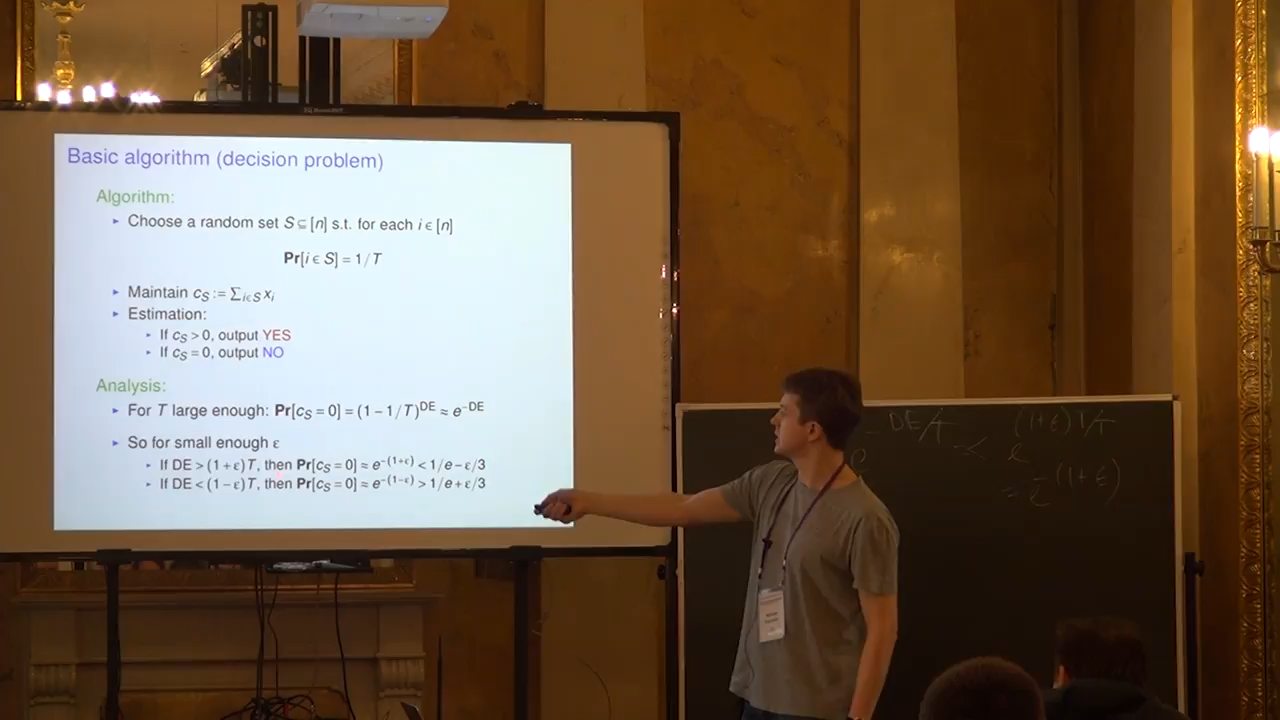 Basic algorithm (decision problem)
Algorithm:
▸ Choose a random set S ⊆ [n] s.t. for each i ∈ [n]
Pr[i ∈ S] = 1/T
▸ Maintain c_S := ∑_{i∈S} x_i
▸ Estimation:
▸ If c_S > 0, output YES
▸ If c_S = 0, output NO
Analysis:
▸ For T large enough: Pr[c_S = 0] = (1 − 1/T)^DE ≈ e^−DE
▸ So for small enough ε
▸ If DE > (1 + ε)T, then Pr[c_S = 0] ≈ e^−(1+ε) < 1/e − ε/3
▸ If DE < (1 − ε)T, then Pr[c_S = 0] ≈ e^−(1−ε) > 1/e + ε/3
e^− DE/T < e^(1+ε)T/T
= e^−(1+ε)